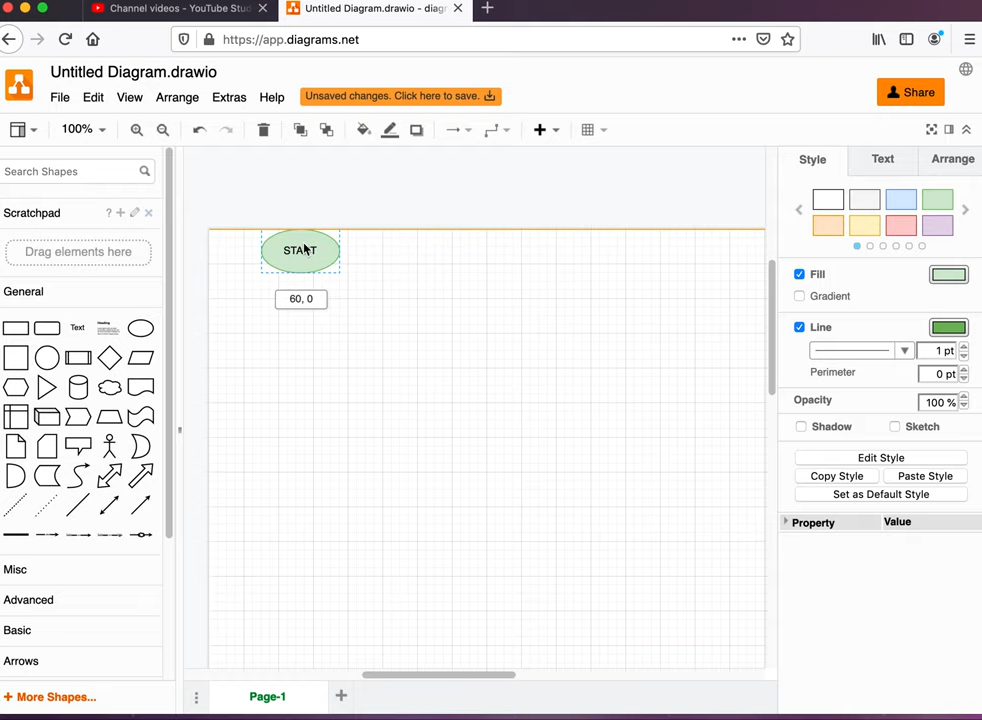 Channel videos - YouTube Stud
Untitled Diagram.drawio - diag
https://app.diagrams.net
Untitled Diagram.drawio
File Edit View Arrange Extras Help
Unsaved changes. Click here to save.
Share
100%
Search Shapes
Scratchpad
?
Drag elements here
General
Text
Heading
Misc
Advanced
Basic
Arrows
+ More Shapes...
START
60, 0
Page-1
Style Text Arrange
Fill
Gradient
Line
1 pt
Perimeter
0 pt
Opacity
100 %
Shadow
Sketch
Edit Style
Copy Style
Paste Style
Set as Default Style
Property
Value